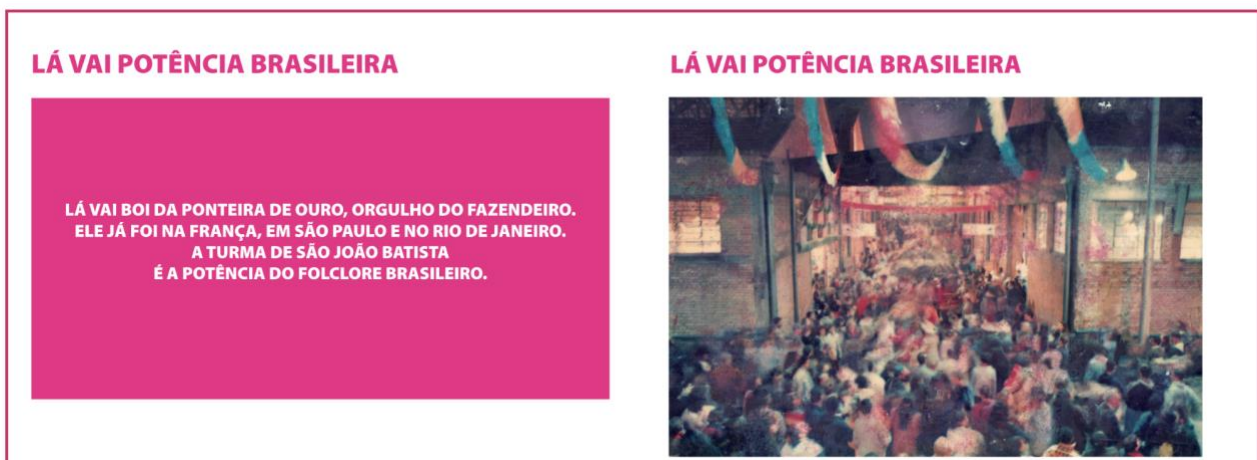 LÁ VAI POTÊNCIA BRASILEIRA
LÁ VAI BOI DA PONTEIRA DE OURO, ORGULHO DO FAZENDEIRO.
ELE JÁ FOI NA FRANÇA, EM SÃO PAULO E NO RIO DE JANEIRO.
A TURMA DE SÃO JOÃO BATISTA
É A POTÊNCIA DO FOLCLORE BRASILEIRO.
LÁ VAI POTÊNCIA BRASILEIRA